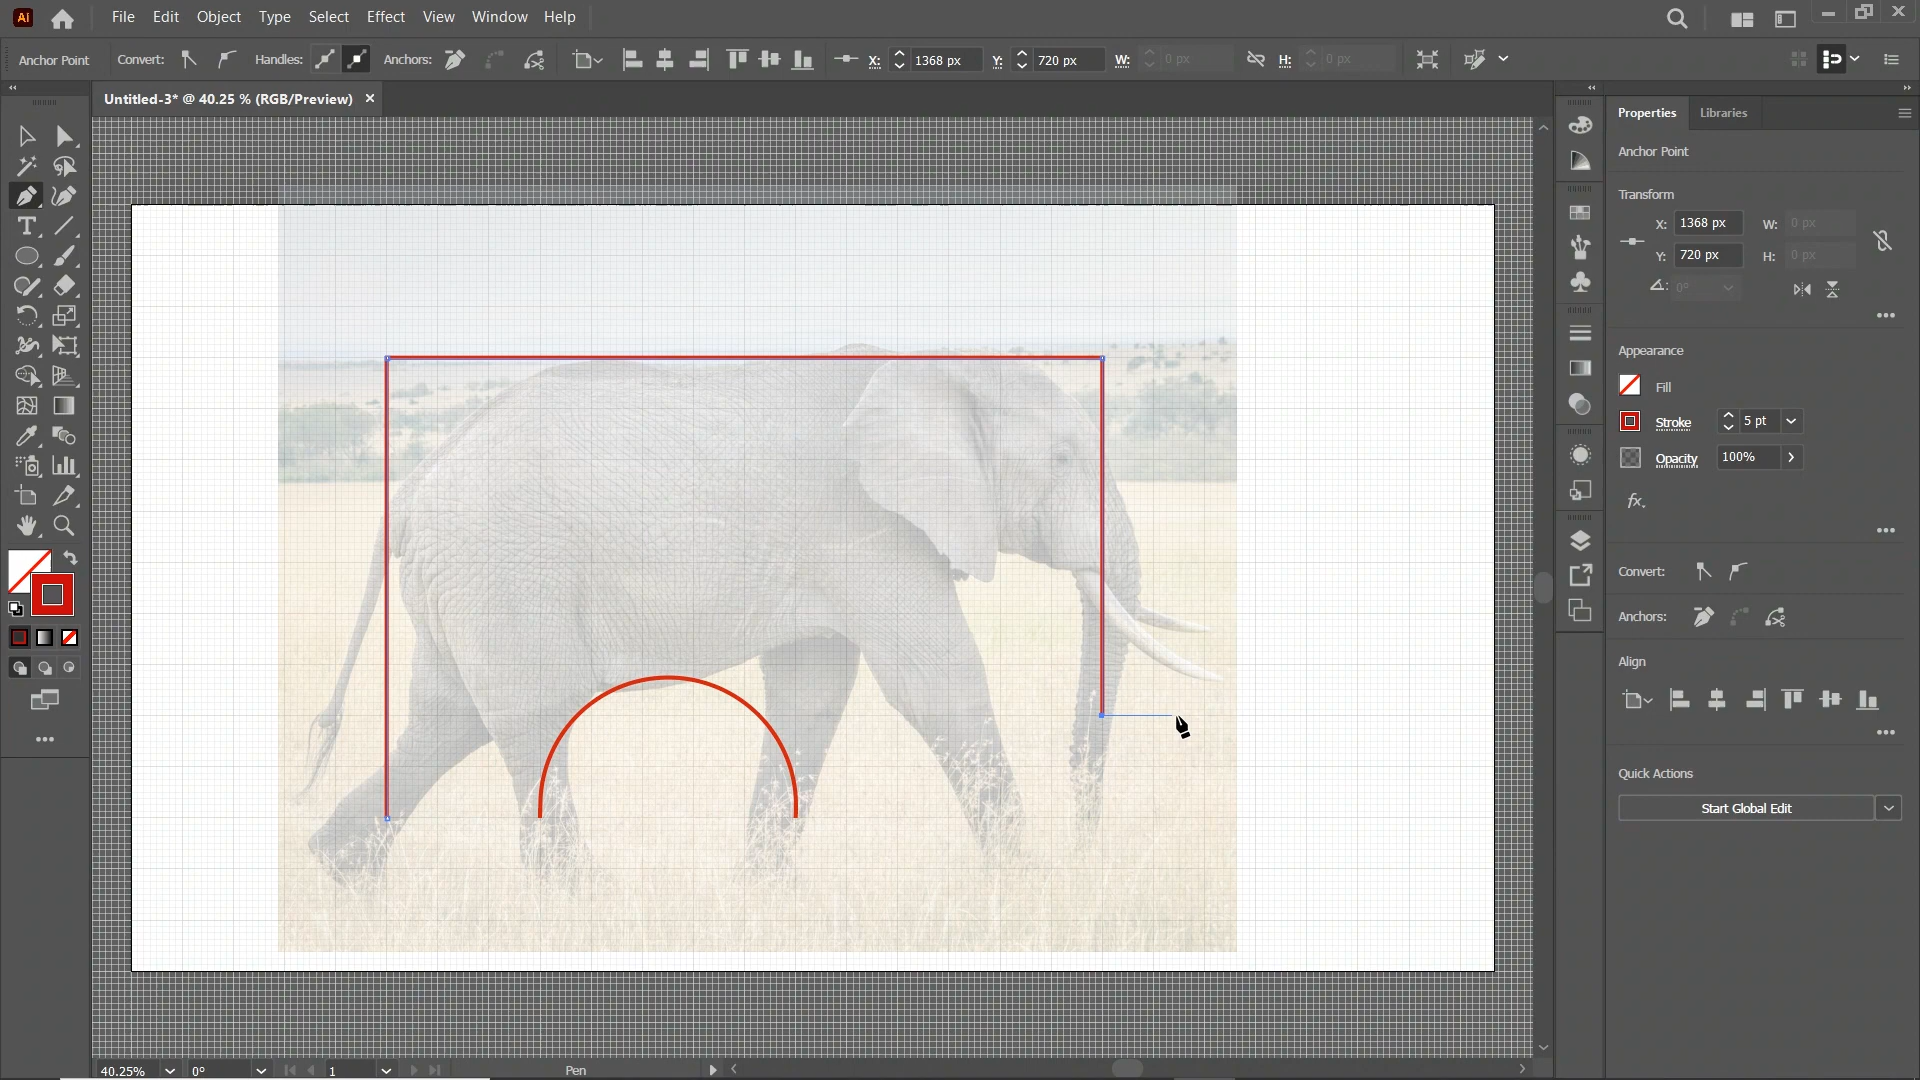 Ai File Edit Object Type Select Effect View Window Help
Anchor Point Convert: Handles: Anchors: X: 1368 px Y: 720 px W: 0 px H: 0 px
Untitled-3* @ 40.25 % (RGB/Preview) ×
Properties Libraries
Anchor Point
Transform
X: 1368 px W: 0 px
Y: 720 px H: 0 px
0°
Appearance
Fill
Stroke 5 pt
Opacity 100%
fx.
Convert:
Anchors:
Align
Quick Actions
Start Global Edit
40.25% 0° 1 Pen